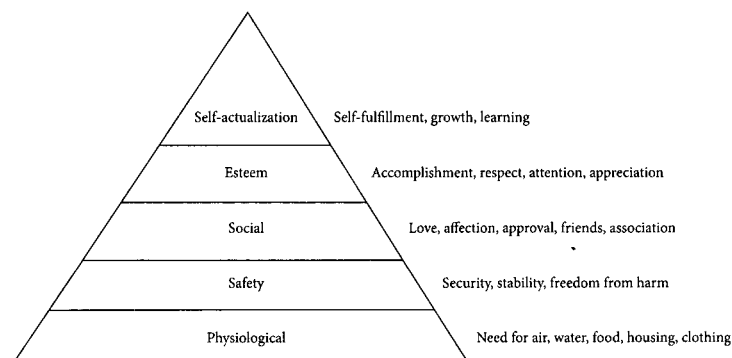 Self-actualization Self-fulfillment, growth, learning
Esteem Accomplishment, respect, attention, appreciation
Social Love, affection, approval, friends, association
Safety Security, stability, freedom from harm
Physiological Need for air, water, food, housing, clothing